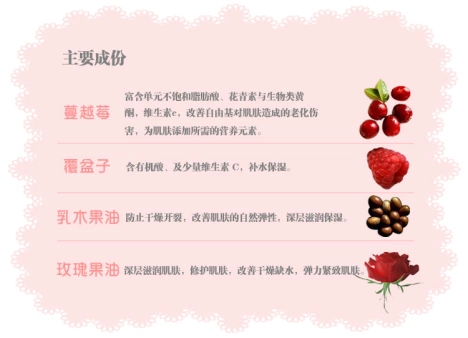 主要成份
蔓越莓
富含单元不饱和脂肪酸、花青素与生物类黄
酮，维生素c，改善自由基对肌肤造成的老化伤
害，为肌肤添加所需的营养元素。
覆盆子
含有机酸、及少量维生素 C，补水保湿。
乳木果油
防止干燥开裂，改善肌肤的自然弹性，深层滋润保湿。
玫瑰果油
深层滋润肌肤，修护肌肤，改善干燥缺水，弹力紧致肌肤。